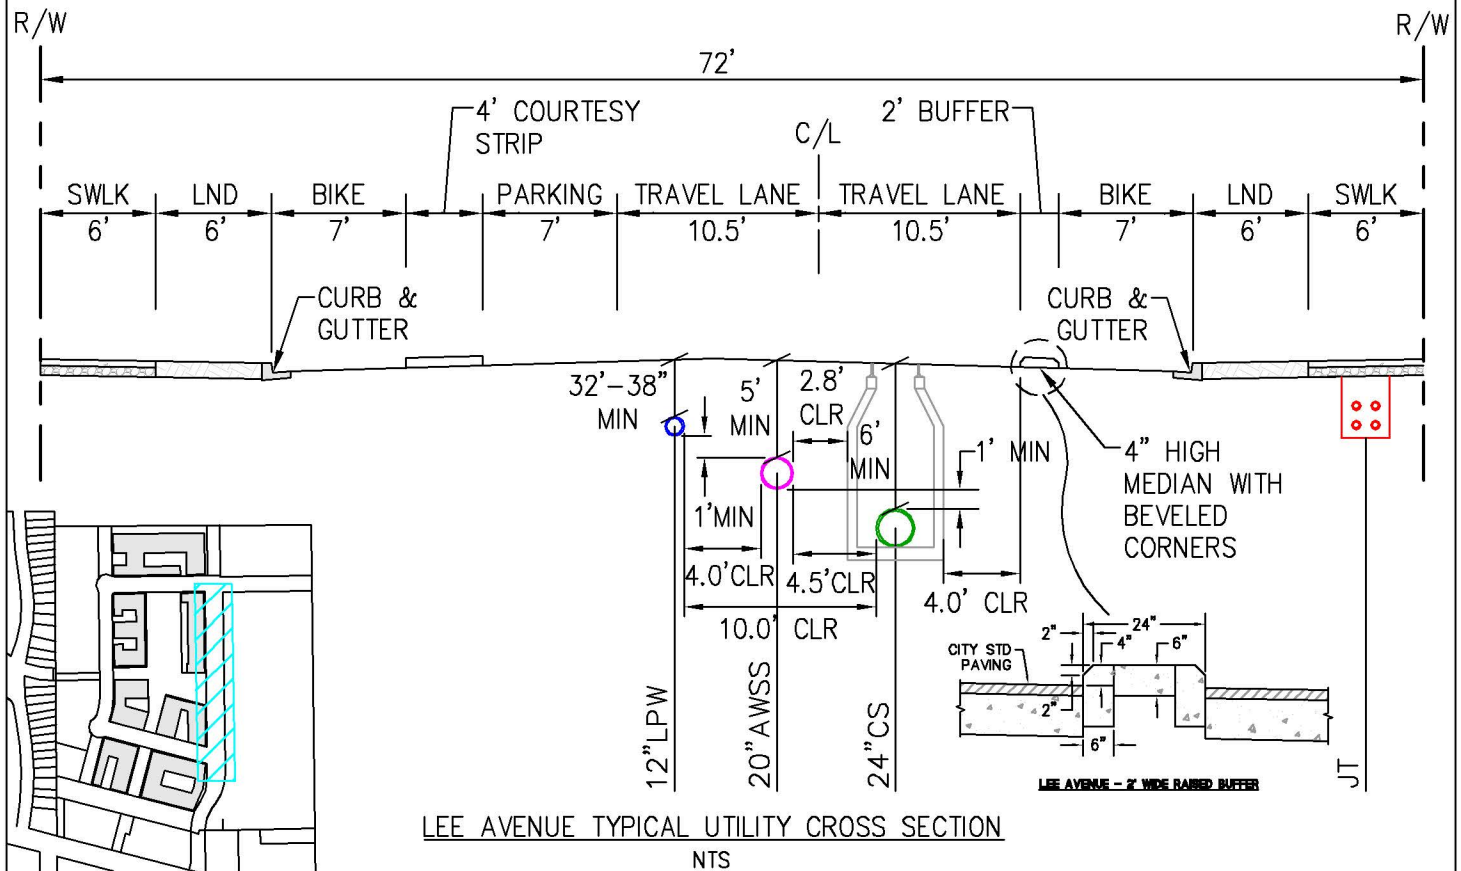 R/W
R/W
72'
4' COURTESY
STRIP
2' BUFFER
C/L
SWLK
6'
LND
6'
BIKE
7'
PARKING
7'
TRAVEL LANE
10.5'
TRAVEL LANE
10.5'
BIKE
7'
LND
6'
SWLK
6'
CURB &
GUTTER
CURB &
GUTTER
32'-38"
MIN
5'
MIN
2.8'
CLR
6'
MIN
1' MIN
4" HIGH
MEDIAN WITH
BEVELED
CORNERS
1'MIN
4.0'CLR
4.5'CLR
4.0' CLR
10.0' CLR
12"LPW
20"AWSS
24"CS
JT
CITY STD
PAVING
2"
24"
4"
6"
2"
6"
LEE AVENUE - 2' WIDE RAISED BUFFER
LEE AVENUE TYPICAL UTILITY CROSS SECTION
NTS